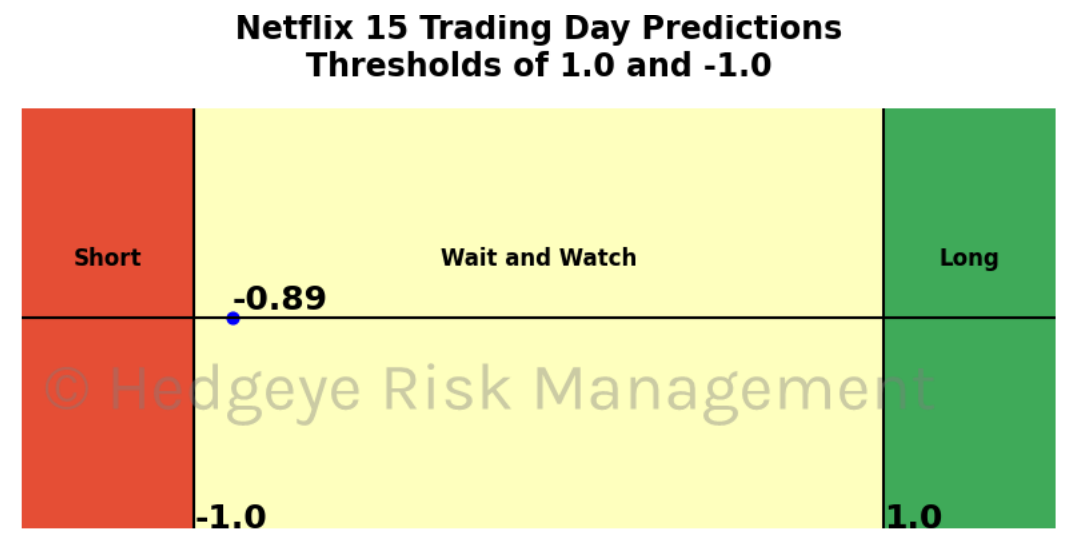 Netflix 15 Trading Day Predictions
Thresholds of 1.0 and -1.0
Short Wait and Watch Long
-0.89
© Hedgeye Risk Management
-1.0 1.0